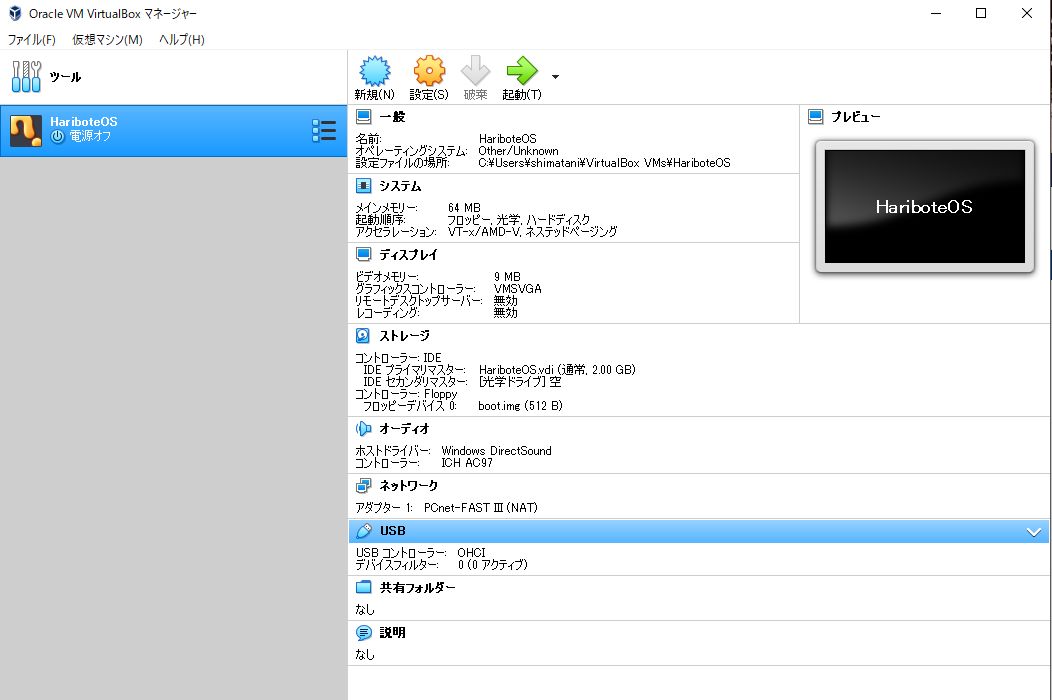 Oracle VM VirtualBox マネージャー
ファイル(F) 仮想マシン(M) ヘルプ(H)
ツール
HariboteOS
電源オフ
新規(N) 設定(S) 破棄 起動(T)
一般
名前: HariboteOS
オペレーティングシステム: Other/Unknown
設定ファイルの場所: C:¥Users¥shimatani¥VirtualBox VMs¥HariboteOS
システム
メインメモリー: 64 MB
起動順序: フロッピー, 光学, ハードディスク
アクセラレーション: VT-x/AMD-V, ネステッドページング
ディスプレイ
ビデオメモリー: 9 MB
グラフィックスコントローラー: VMSVGA
リモートデスクトップサーバー: 無効
レコーディング: 無効
プレビュー
HariboteOS
ストレージ
コントローラー: IDE
IDE プライマリマスター: HariboteOS.vdi (通常, 2.00 GB)
IDE セカンダリマスター: [光学ドライブ] 空
コントローラー: Floppy
フロッピーデバイス 0: boot.img (512 B)
オーディオ
ホストドライバー: Windows DirectSound
コントローラー: ICH AC97
ネットワーク
アダプター 1: PCnet-FAST III (NAT)
USB
USB コントローラー: OHCI
デバイスフィルター: 0 (0 アクティブ)
共有フォルダー
なし
説明
なし